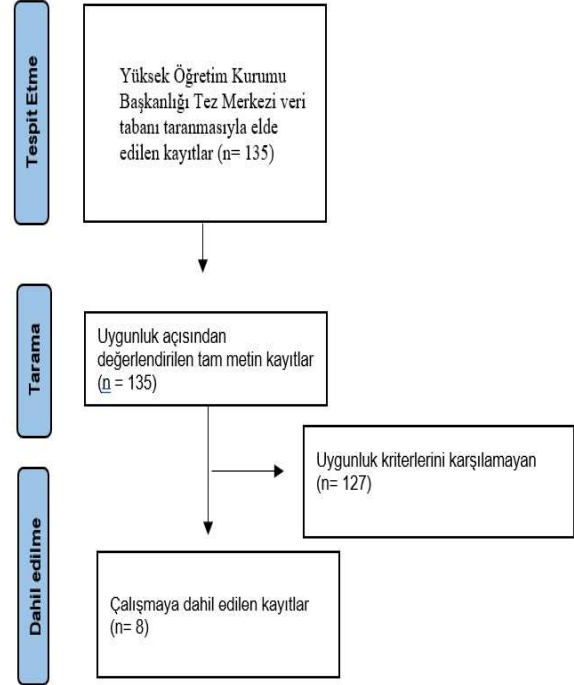 Tespit Etme
Yüksek Öğretim Kurumu
Başkanlığı Tez Merkezi veri
tabanı taranmasıyla elde
edilen kayıtlar (n= 135)
Tarama
Uygunluk açısından
değerlendirilen tam metin kayıtlar
(n = 135)
Uygunluk kriterlerini karşılamayan
(n= 127)
Dahil edilme
Çalışmaya dahil edilen kayıtlar
(n= 8)